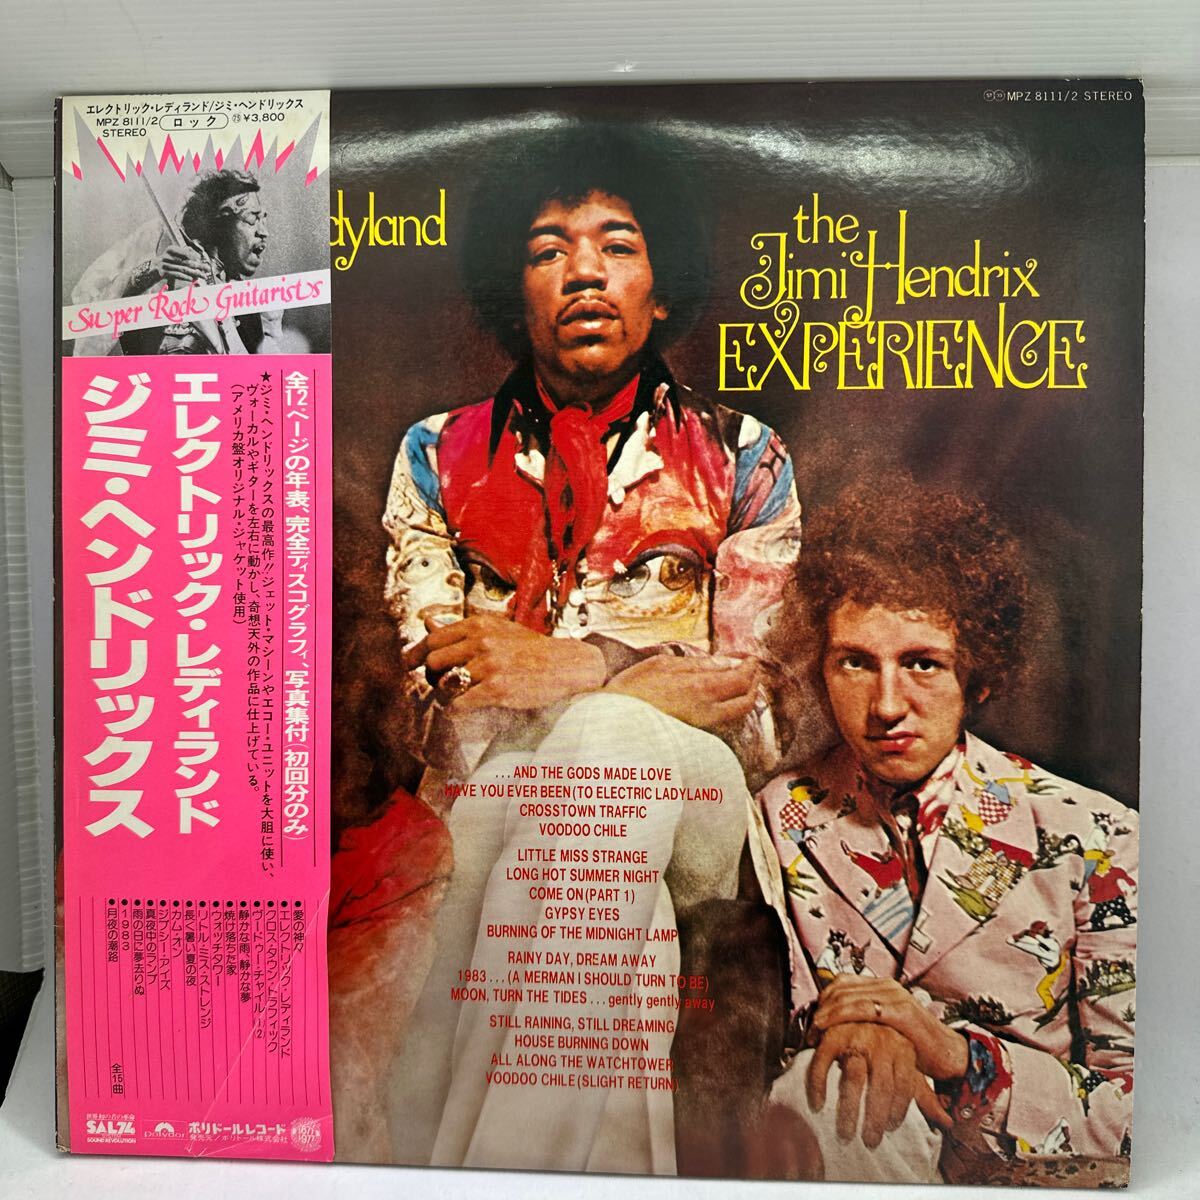 エレクトリック・レディランド/ジミ・ヘンドリックス
MPZ 8111/2 ロック ㉕¥3,800
STEREO
Super Rock Guitarists
全12ページの年表、完全ディスコグラフィ、写真集付(初回分のみ)
★ジミ・ヘンドリックスの最高作!!ジェット・マシーンやエコー・ユニットを大胆に使い、
ヴォーカルやギターを左右に動かし、奇想天外の作品に仕上げている。
(アメリカ盤オリジナル・ジャケット使用)
エレクトリック・レディランド
ジミ・ヘンドリックス
●愛の神々
●エレクトリック・レディランド
●クロスタウン・トラフィック
●ヴードゥー・チャイル1・2
●静かな雨、静かな夢
●焼け落ちた家
●ウォッチタワー
●リトル・ミス・ストレンジ
●長く暑い夏の夜
●カム・オン
●ジプシー・アイズ
●真夜中のランプ
●雨の日に夢去りぬ
●1983
●月夜の潮路
全15曲
SAL74
SOUND REVOLUTION
polydor
ポリドールレコード
発売元/ポリドール株式会社
1877
1977
MPZ 8111/2 STEREO
dyland
the
Jimi Hendrix
EXPERIENCE
...AND THE GODS MADE LOVE
HAVE YOU EVER BEEN (TO ELECTRIC LADYLAND)
CROSSTOWN TRAFFIC
VOODOO CHILE
LITTLE MISS STRANGE
LONG HOT SUMMER NIGHT
COME ON (PART 1)
GYPSY EYES
BURNING OF THE MIDNIGHT LAMP
RAINY DAY, DREAM AWAY
1983...(A MERMAN I SHOULD TURN TO BE)
MOON, TURN THE TIDES ...gently gently away
STILL RAINING, STILL DREAMING
HOUSE BURNING DOWN
ALL ALONG THE WATCHTOWER
VOODOO CHILE (SLIGHT RETURN)